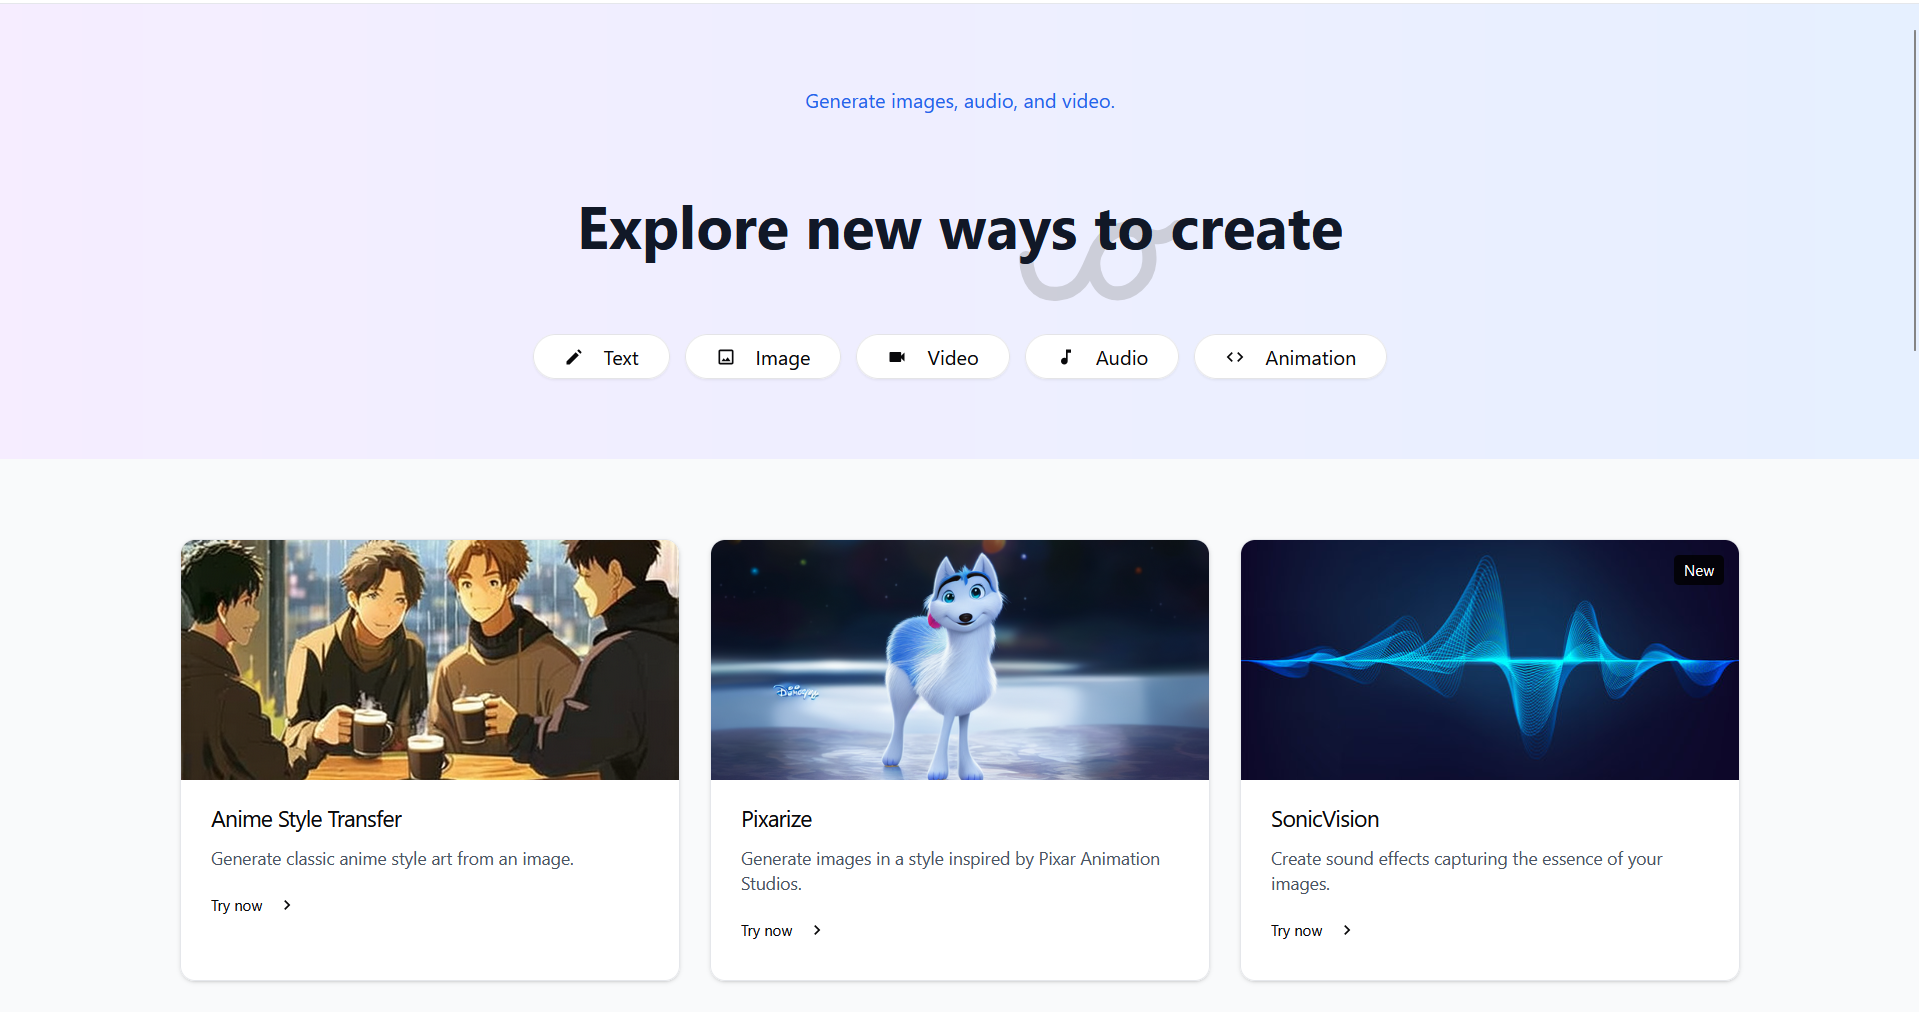 Generate images, audio, and video.
Explore new ways to create
Text
Image
Video
Audio
Animation
New
Anime Style Transfer
Generate classic anime style art from an image.
Try now
Pixarize
Generate images in a style inspired by Pixar Animation
Studios.
Try now
SonicVision
Create sound effects capturing the essence of your
images.
Try now